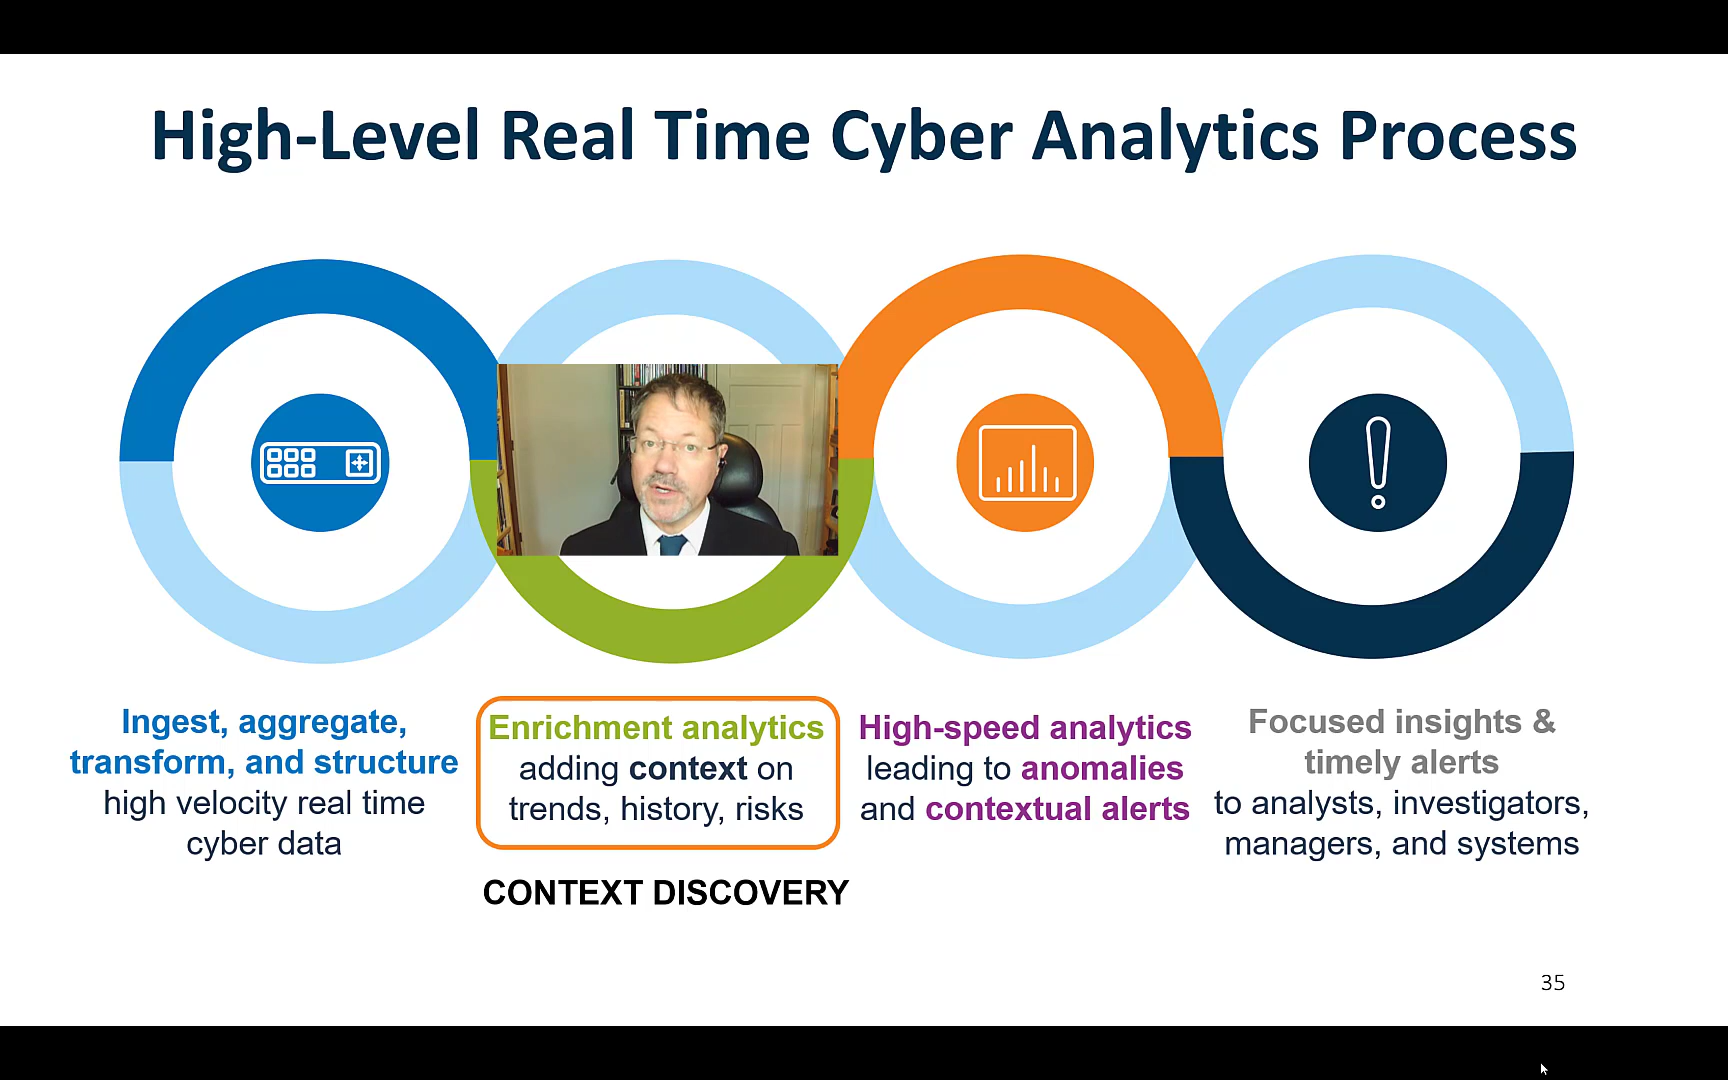 High-Level Real Time Cyber Analytics Process
Ingest, aggregate,
transform, and structure
high velocity real time
cyber data
Enrichment analytics
adding context on
trends, history, risks
CONTEXT DISCOVERY
High-speed analytics
leading to anomalies
and contextual alerts
Focused insights &
timely alerts
to analysts, investigators,
managers, and systems
35